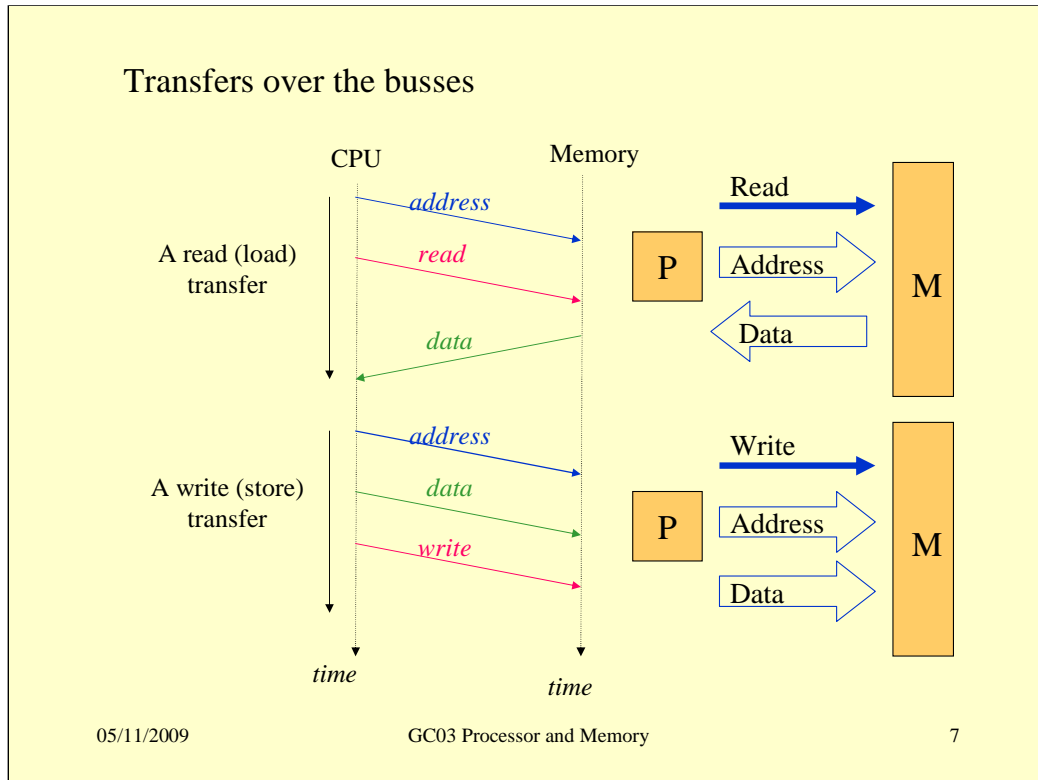 Transfers over the busses
CPU
Memory
address
read
data
A read (load)
transfer
Read
P
Address
Data
M
address
data
write
A write (store)
transfer
Write
P
Address
Data
M
time
time
05/11/2009
GC03 Processor and Memory
7